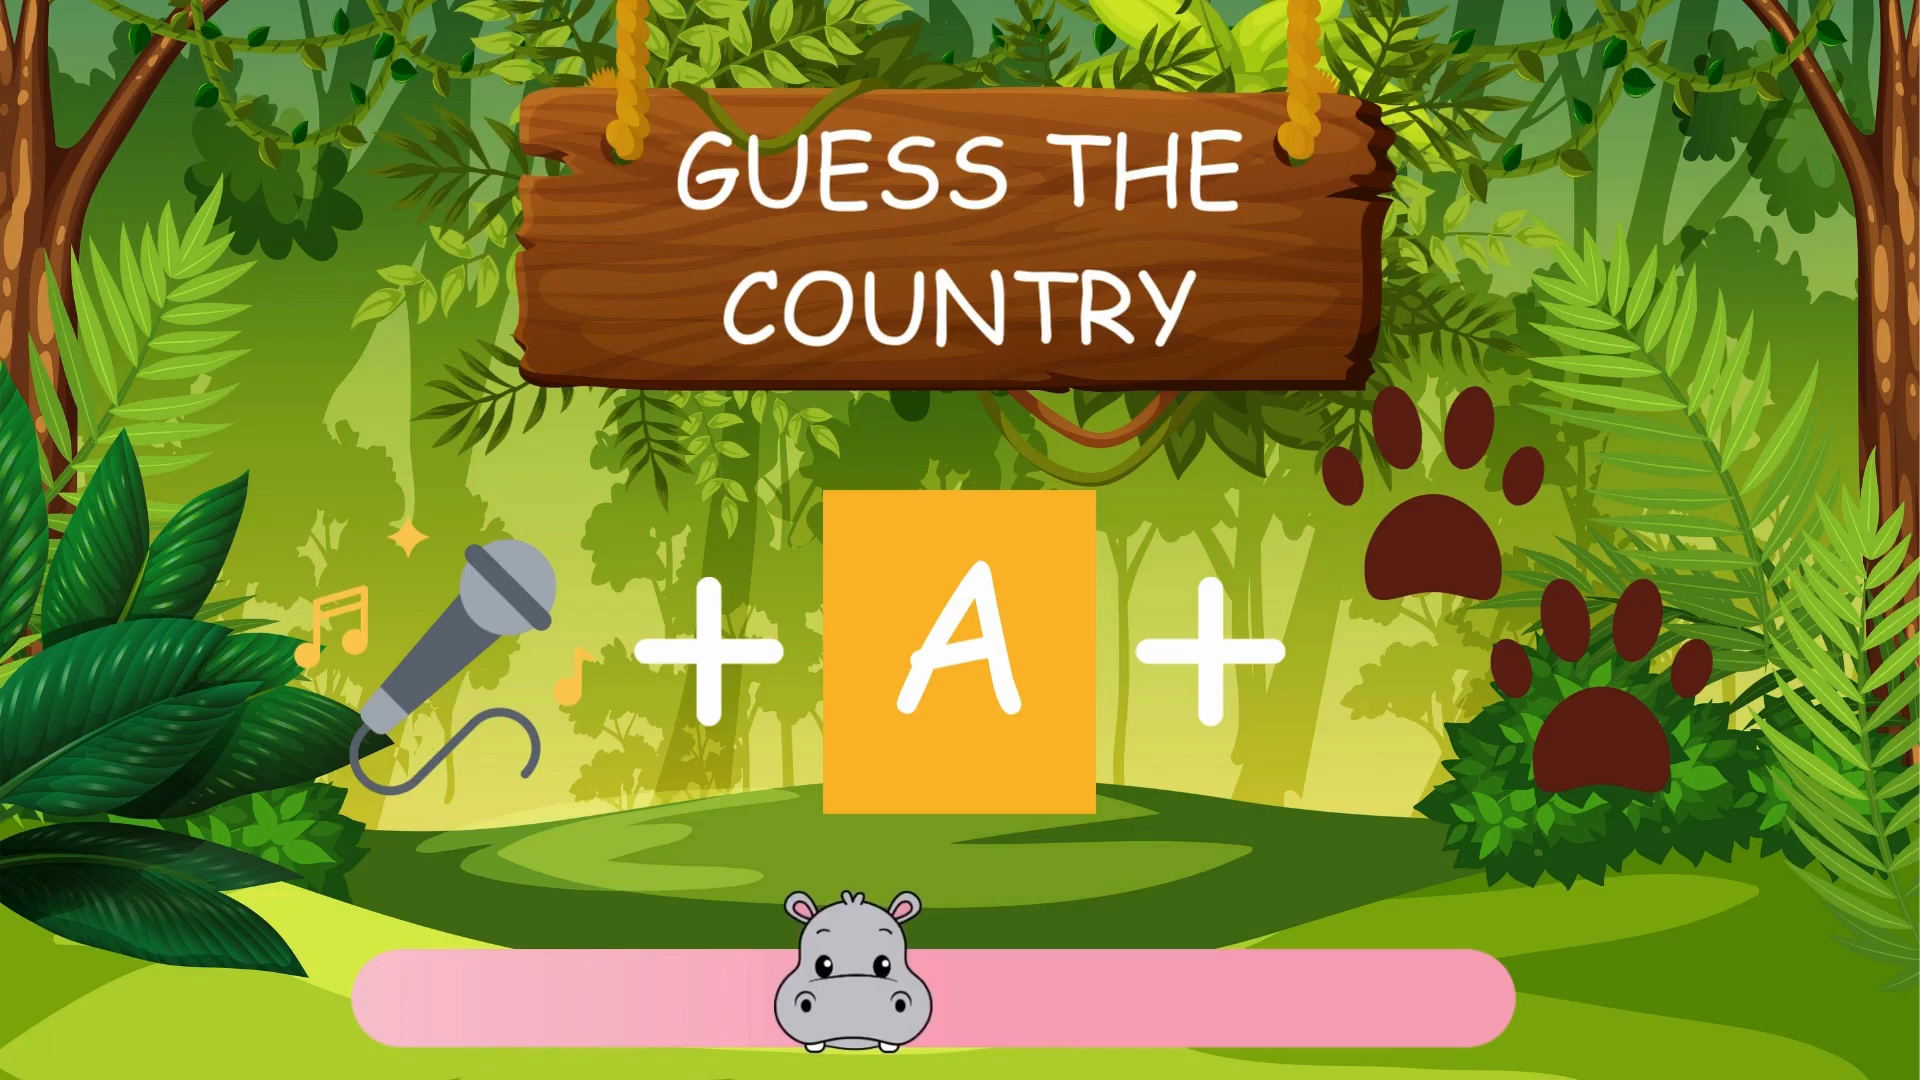 GUESS THE
COUNTRY
+ A +